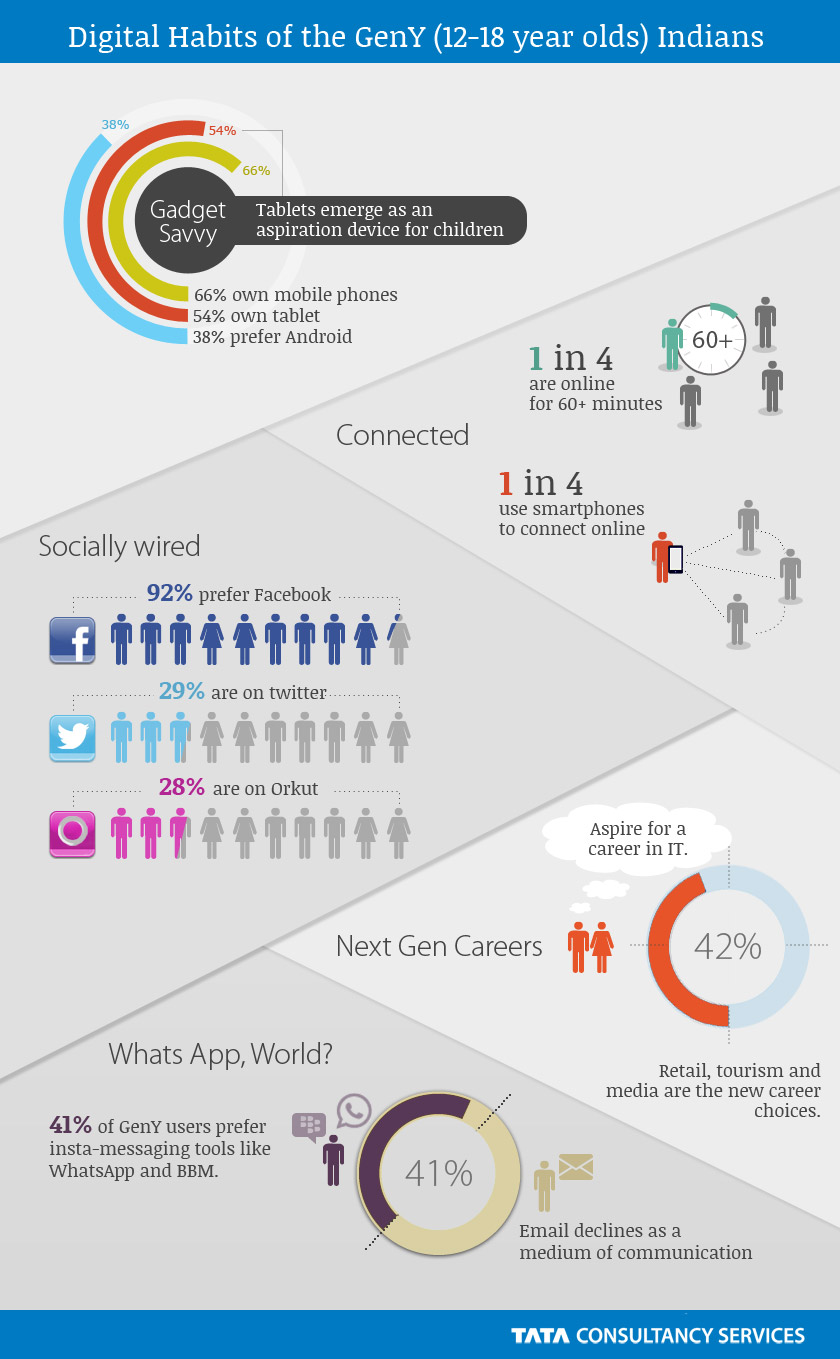 Digital Habits of the GenY (12-18 year olds) Indians
38%
54%
66%
Gadget
Savvy
Tablets emerge as an
aspiration device for children
66% own mobile phones
54% own tablet
38% prefer Android
1 in 4
are online
for 60+ minutes
60+
Connected
1 in 4
use smartphones
to connect online
Socially wired
92% prefer Facebook
f
29% are on twitter
28% are on Orkut
Aspire for a
career in IT.
Next Gen Careers
42%
Retail, tourism and
media are the new career
choices.
Whats App, World?
41% of GenY users prefer
insta-messaging tools like
WhatsApp and BBM.
41%
Email declines as a
medium of communication
TATA CONSULTANCY SERVICES